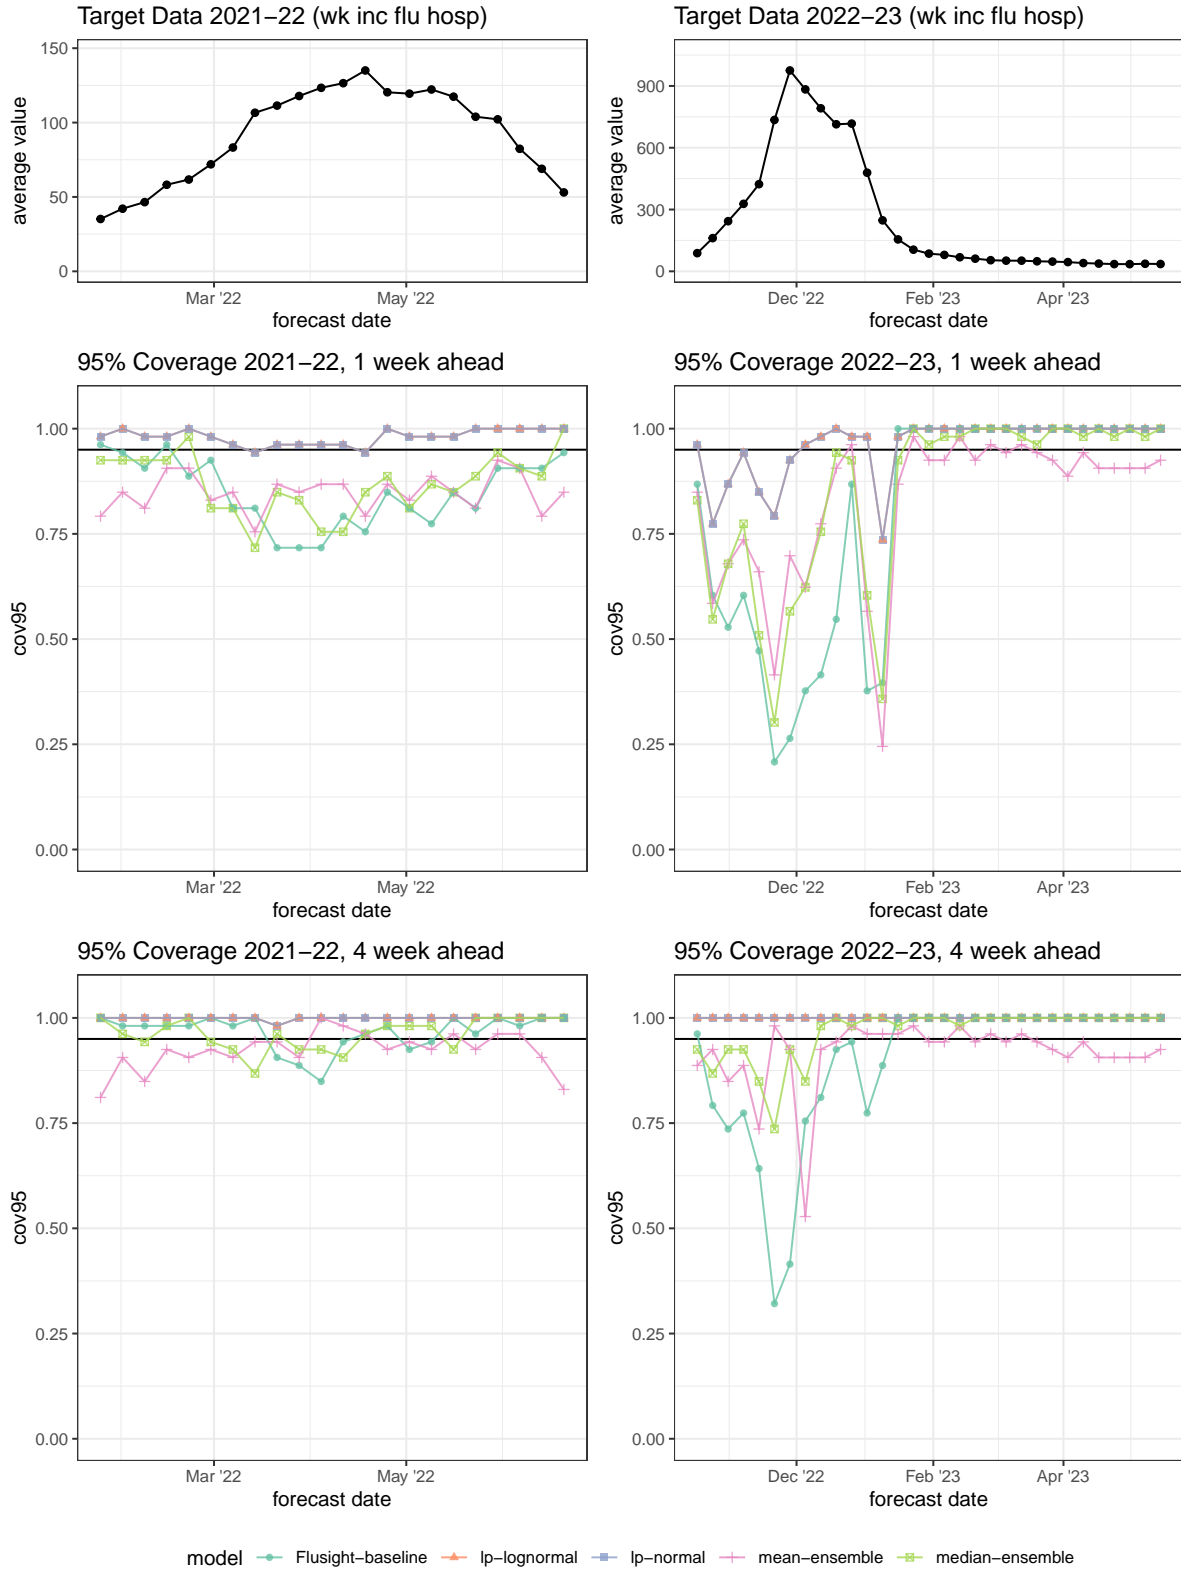 Target Data 2021−22 (wk inc flu hosp)
150
100
50
0
average value
Mar '22
May '22
forecast date
Target Data 2022−23 (wk inc flu hosp)
900
600
300
0
average value
Dec '22
Feb '23
Apr '23
forecast date
95% Coverage 2021−22, 1 week ahead
1.00
0.75
0.50
0.25
0.00
cov95
Mar '22
May '22
forecast date
95% Coverage 2022−23, 1 week ahead
1.00
0.75
0.50
0.25
0.00
cov95
Dec '22
Feb '23
Apr '23
forecast date
95% Coverage 2021−22, 4 week ahead
1.00
0.75
0.50
0.25
0.00
cov95
Mar '22
May '22
forecast date
95% Coverage 2022−23, 4 week ahead
1.00
0.75
0.50
0.25
0.00
cov95
Dec '22
Feb '23
Apr '23
forecast date
model Flusight−baseline lp−lognormal lp−normal mean−ensemble median−ensemble